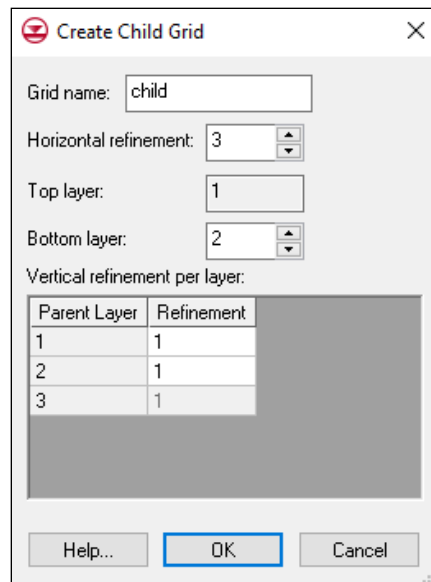 Create Child Grid
Grid name: child
Horizontal refinement: 3
Top layer: 1
Bottom layer: 2
Vertical refinement per layer:
Parent Layer Refinement
1 1
2 1
3 1
Help... OK Cancel